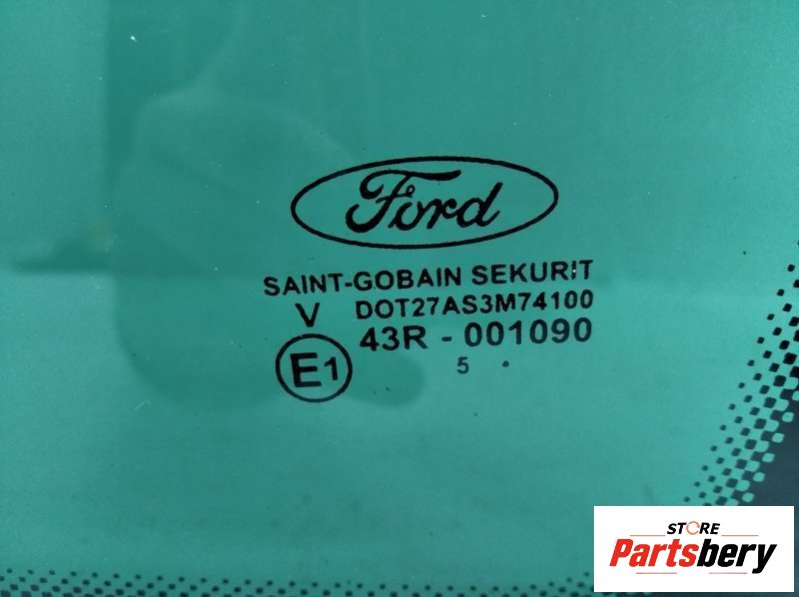 Ford
SAINT-GOBAIN SEKURIT
V DOT27AS3M74100
43R - 001090
E1
5 .
STORE
Partsbery